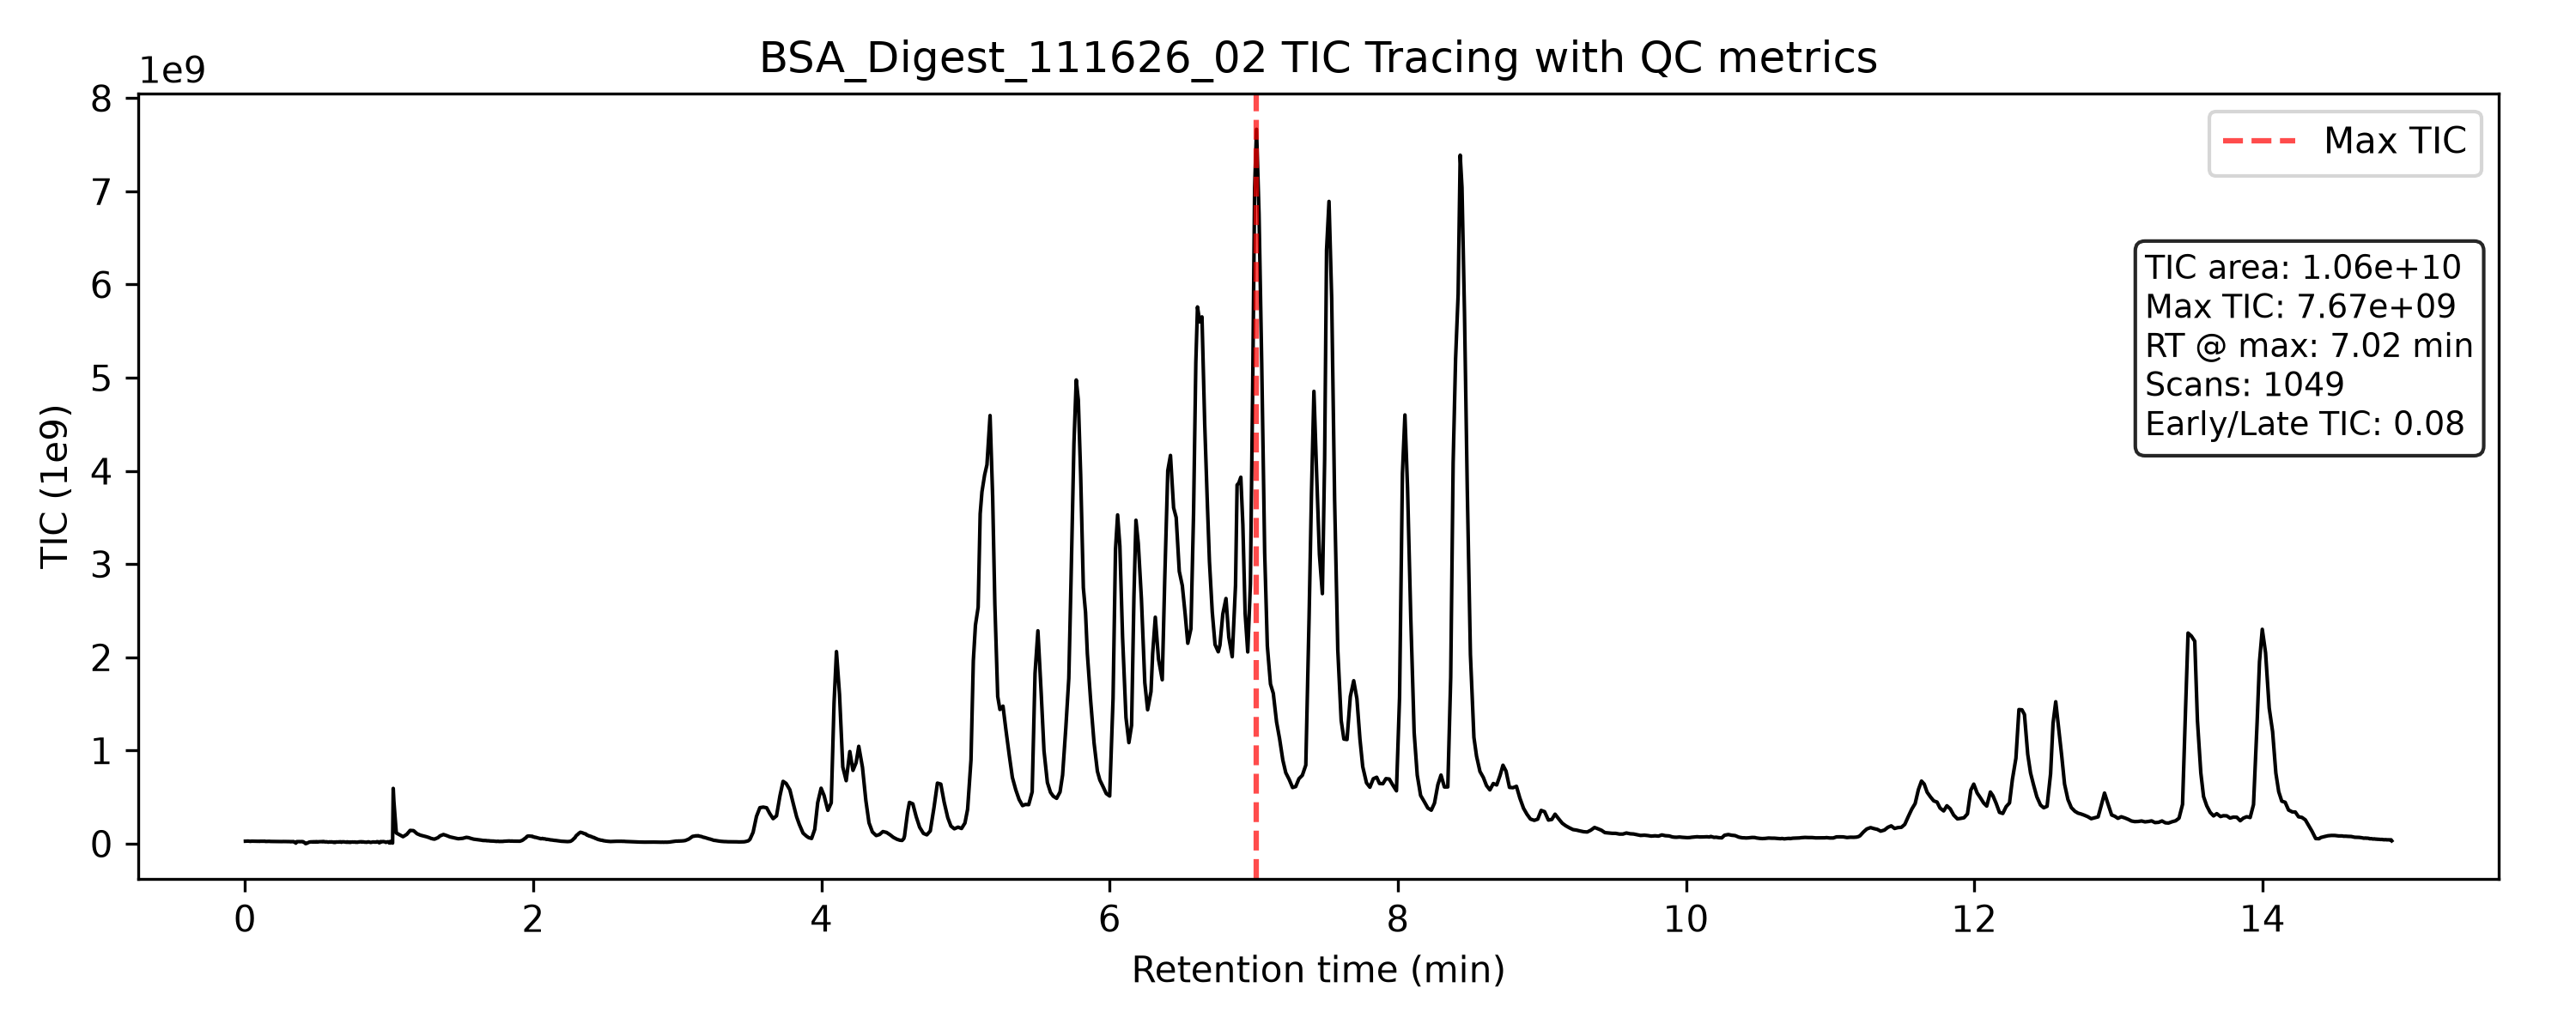 BSA_Digest_111626_02 TIC Tracing with QC metrics
1e9
8
7
6
5
4
3
2
1
0
TIC (1e9)
Max TIC
TIC area: 1.06e+10
Max TIC: 7.67e+09
RT @ max: 7.02 min
Scans: 1049
Early/Late TIC: 0.08
0 2 4 6 8 10 12 14
Retention time (min)